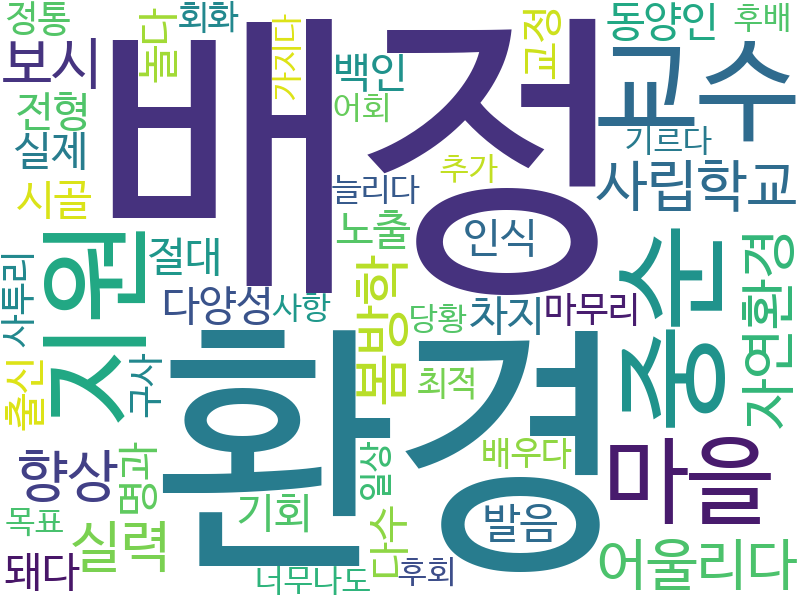 정통
회화
놀다
가지다
배정
교정
동양인
후배
보시
백인
교수
전형
어회
기르다
실제
추가
사립학교
시골
늘리다
노출
인식
지원
절대
중순
자연환경
사투리
다양성
사항
봄방학
당황
차지
마무리
환경
출신
구사
최적
마을
향상
명과
일상
배우다
목표
실력
기회
다수
발음
어울리다
돼다
너무나도
후회